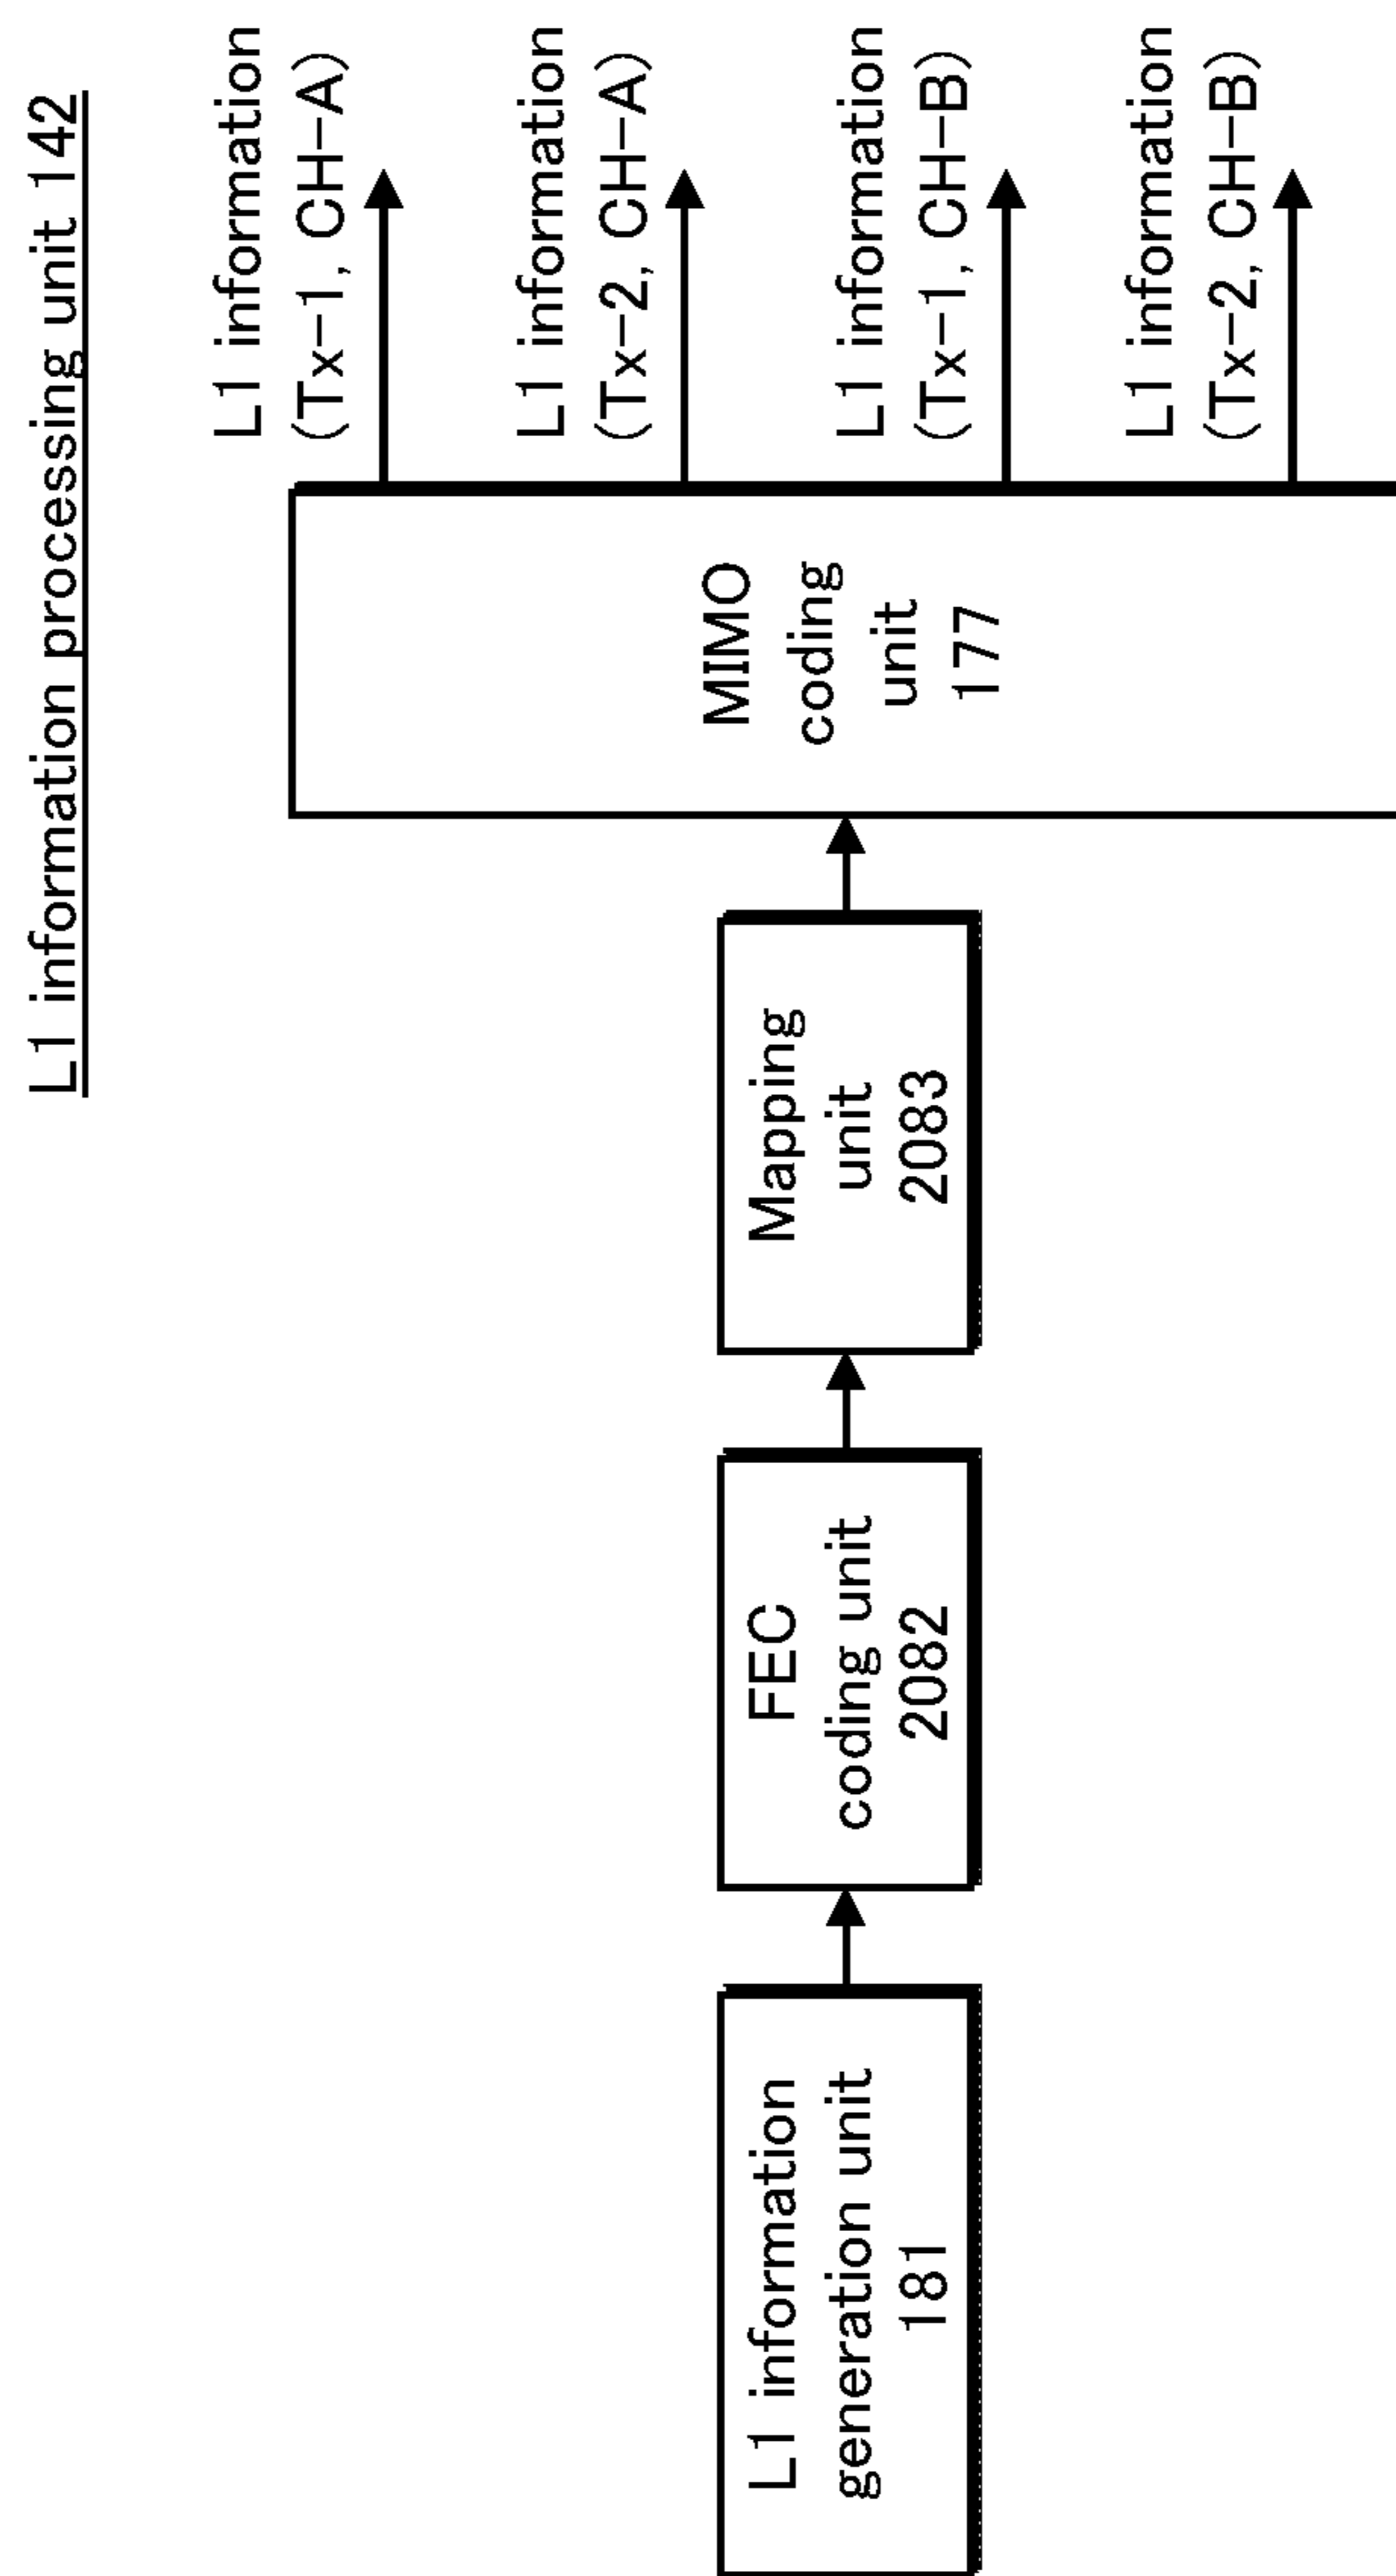 L1 information processing unit 142
L1 information
generation unit
181
FEC
coding unit
2082
Mapping
unit
2083
MIMO
coding
unit
177
L1 information
(Tx-1, CH-A)
L1 information
(Tx-2, CH-A)
L1 information
(Tx-1, CH-B)
L1 information
(Tx-2, CH-B)